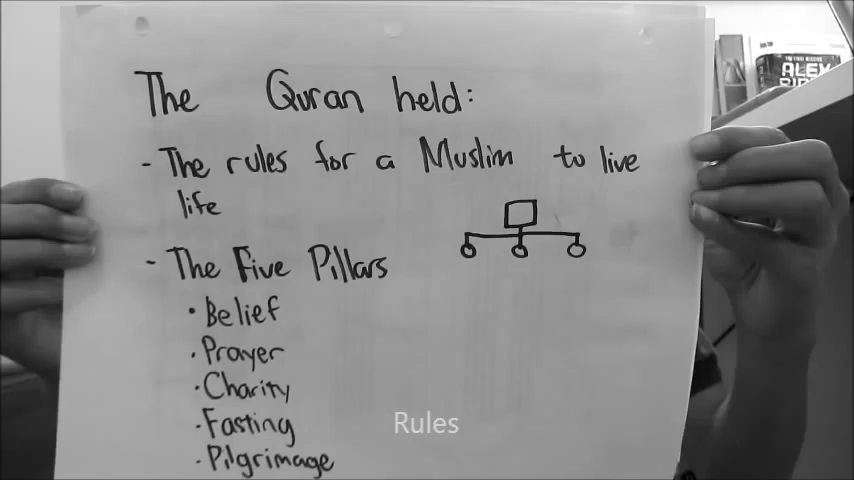 The Quran held:
- The rules for a Muslim to live
life
- The Five Pillars
• Belief
• Prayer
• Charity
• Fasting
• Pilgrimage
Rules
ALEX